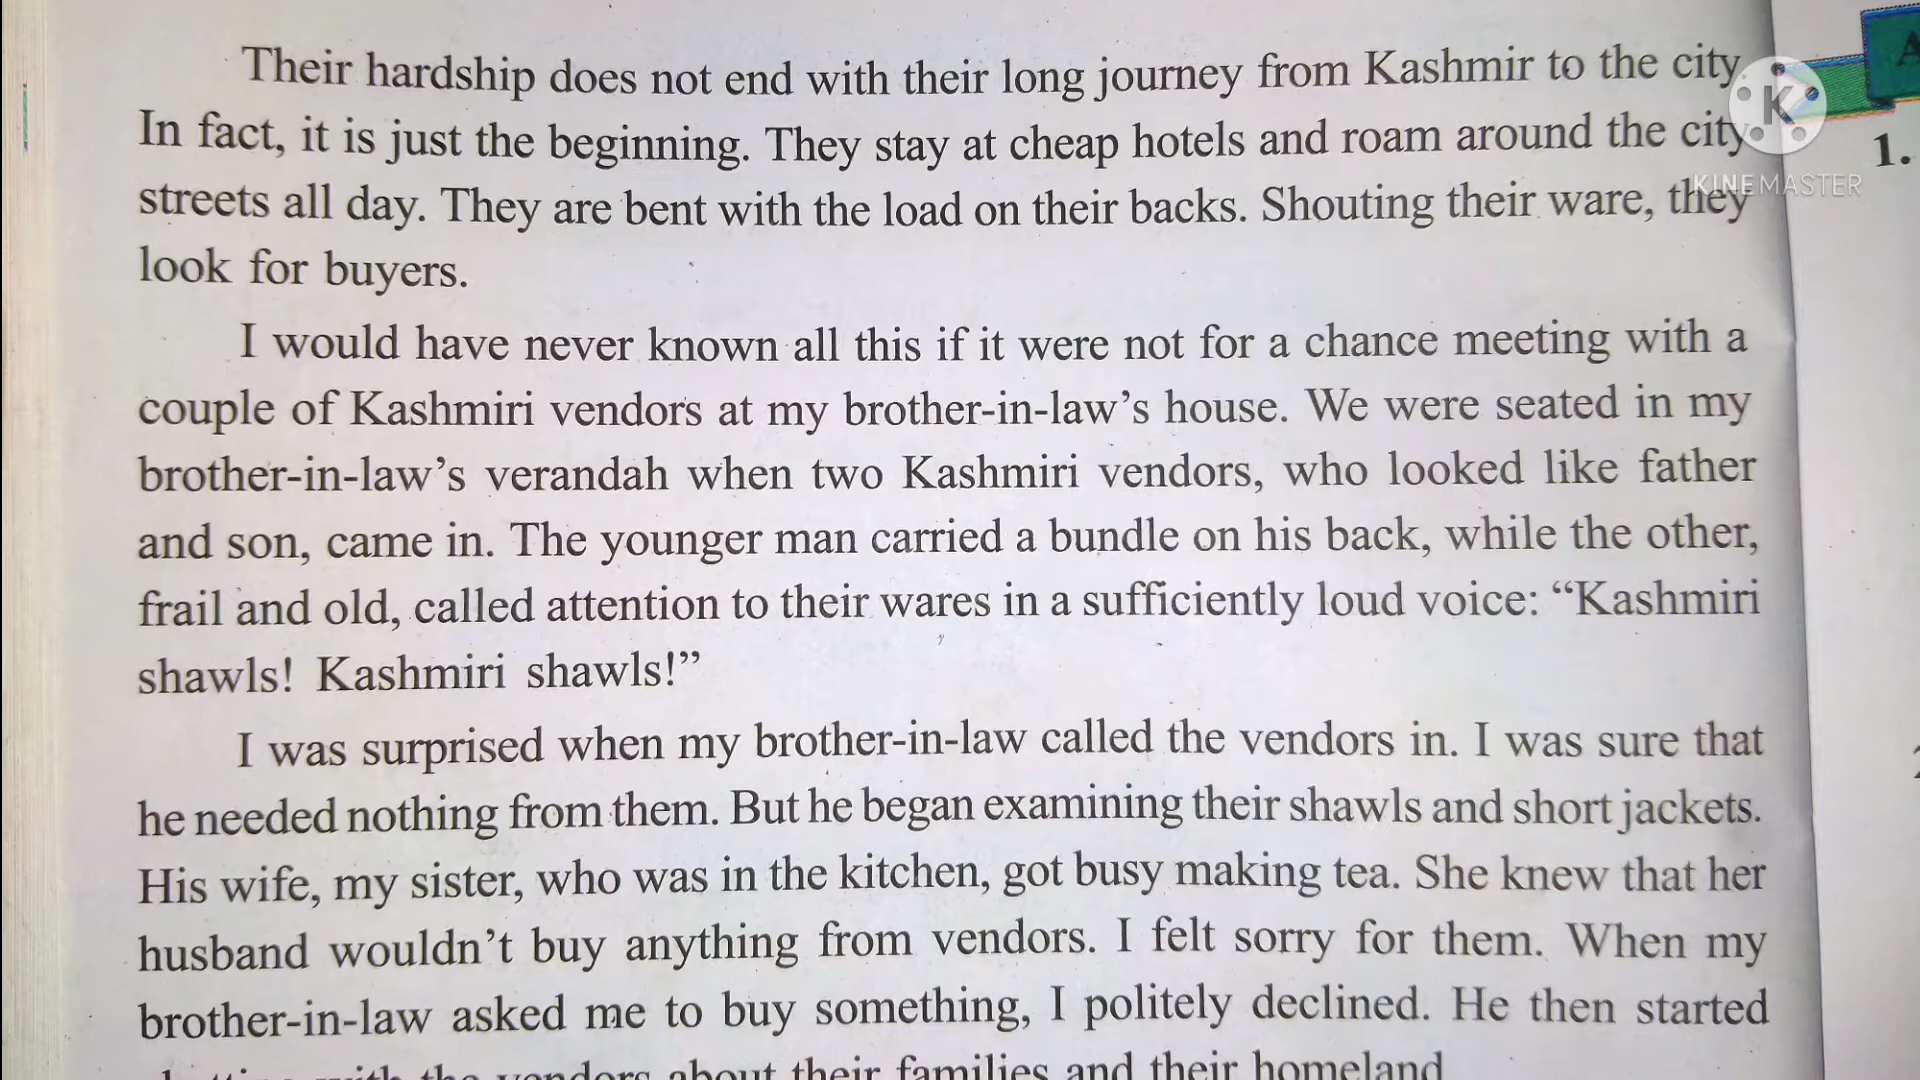 Their hardship does not end with their long journey from Kashmir to the city
In fact, it is just the beginning. They stay at cheap hotels and roam around the city
streets all day. They are bent with the load on their backs. Shouting their ware, they
look for buyers.
I would have never known all this if it were not for a chance meeting with a
couple of Kashmiri vendors at my brother-in-law’s house. We were seated in my
brother-in-law’s verandah when two Kashmiri vendors, who looked like father
and son, came in. The younger man carried a bundle on his back, while the other,
frail and old, called attention to their wares in a sufficiently loud voice: “Kashmiri
shawls! Kashmiri shawls!”
I was surprised when my brother-in-law called the vendors in. I was sure that
he needed nothing from them. But he began examining their shawls and short jackets.
His wife, my sister, who was in the kitchen, got busy making tea. She knew that her
husband wouldn’t buy anything from vendors. I felt sorry for them. When my
brother-in-law asked me to buy something, I politely declined. He then started
with the vendors about their families and their homeland
K
KINEMASTER
A
1.